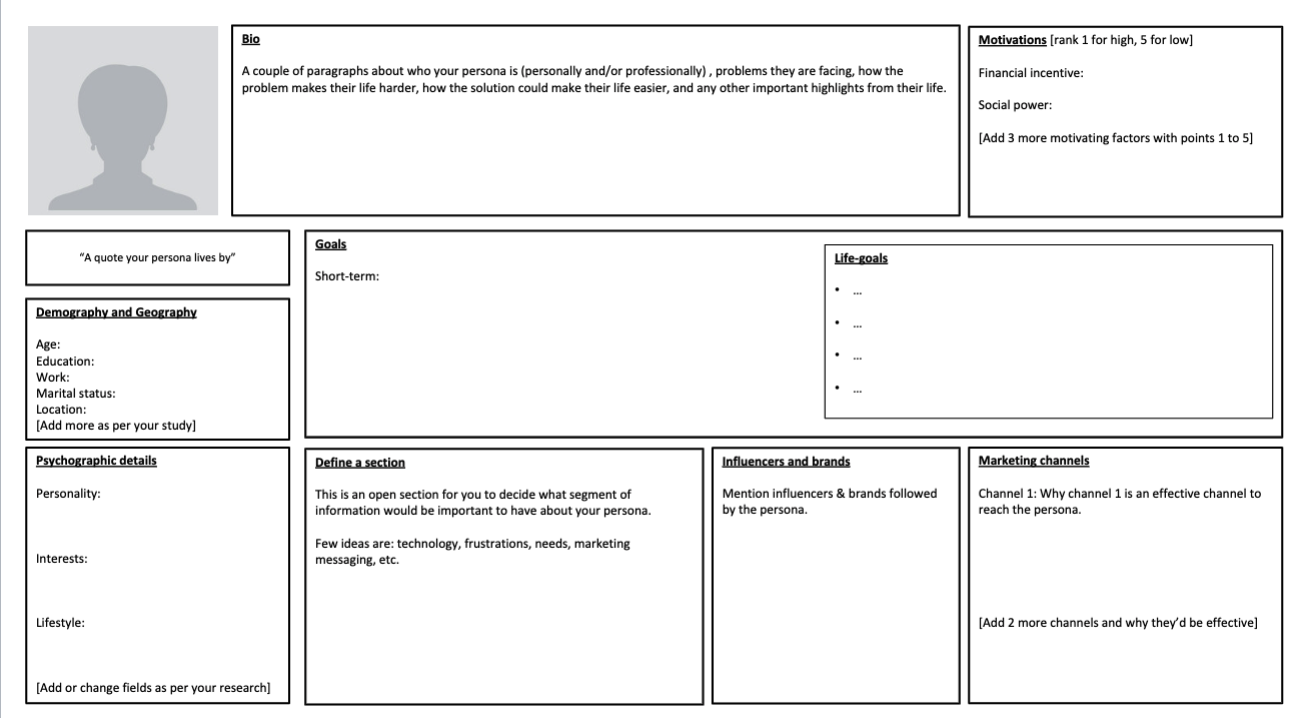 Bio
A couple of paragraphs about who your persona is (personally and/or professionally) , problems they are facing, how the
problem makes their life harder, how the solution could make their life easier, and any other important highlights from their life.
Motivations [rank 1 for high, 5 for low]
Financial incentive:
Social power:
[Add 3 more motivating factors with points 1 to 5]
“A quote your persona lives by”
Goals
Short-term:
Life-goals
• ...
• ...
• ...
• ...
Demography and Geography
Age:
Education:
Work:
Marital status:
Location:
[Add more as per your study]
Psychographic details
Personality:
Interests:
Lifestyle:
[Add or change fields as per your research]
Define a section
This is an open section for you to decide what segment of
information would be important to have about your persona.
Few ideas are: technology, frustrations, needs, marketing
messaging, etc.
Influencers and brands
Mention influencers & brands followed
by the persona.
Marketing channels
Channel 1: Why channel 1 is an effective channel to
reach the persona.
[Add 2 more channels and why they’d be effective]